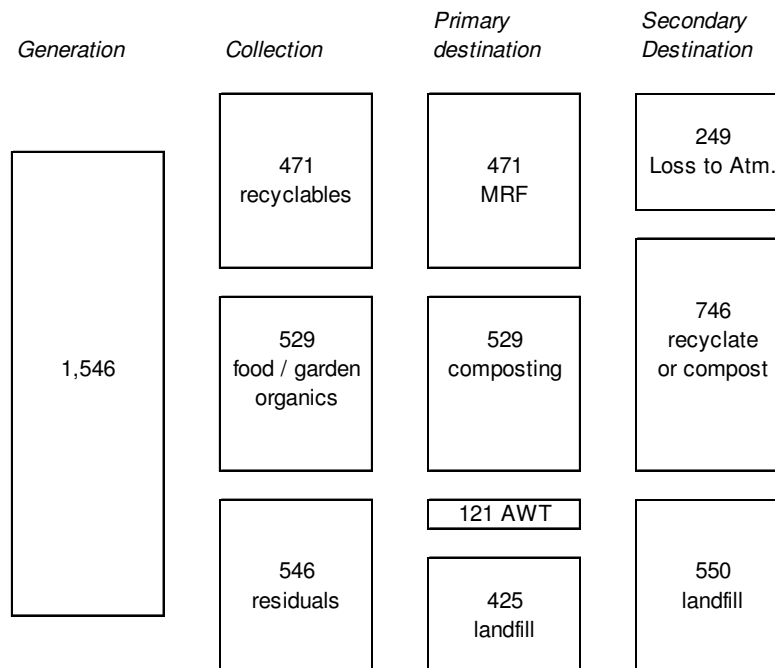 Generation
Collection
Primary
destination
Secondary
Destination
1,546
471
recyclables
529
food / garden
organics
546
residuals
471
MRF
529
composting
121 AWT
425
landfill
249
Loss to Atm.
746
recyclate
or compost
550
landfill